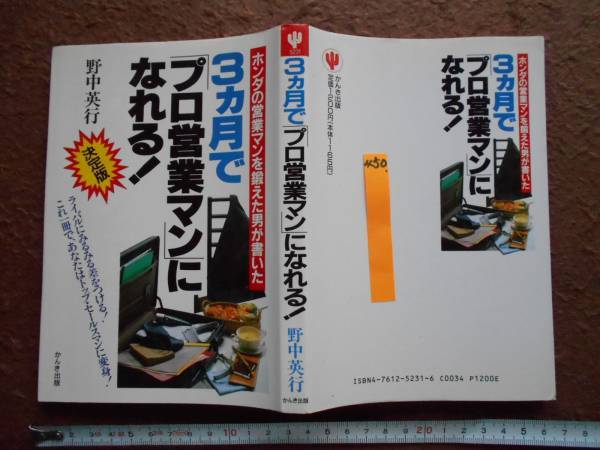 ホンダの営業マンを鍛えた男が書いた
3ヵ月で
「プロ営業マン」に
なれる!
野中英行
決定版
ライバルにみるみる差をつける!
これ一冊で、あなたはトップ・セールスマンに変身!
かんき出版
5231
3ヵ月で「プロ営業マン」になれる!
野中英行
かんき出版
かんき出版
定価1200円(本体1165円)
ホンダの営業マンを鍛えた男が書いた
3ヵ月で
「プロ営業マン」に
なれる!
ISBN4-7612-5231-6 C0034 P1200E
10
20